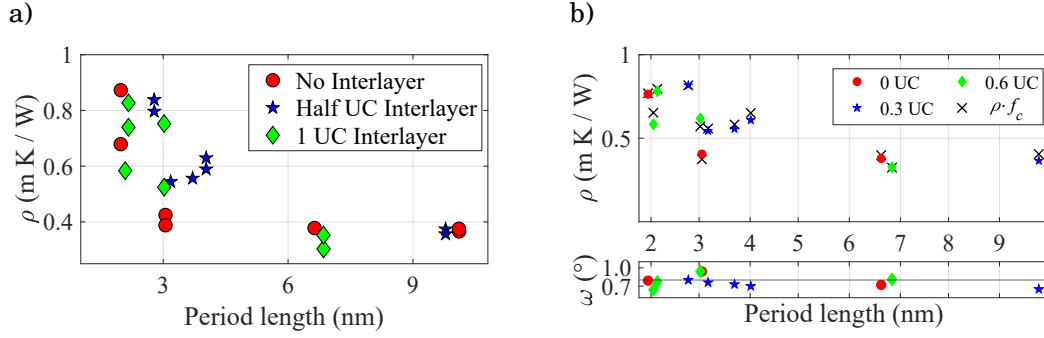 a)
1
0.8
0.6
0.4
ρ (m K / W)
3
6
9
Period length (nm)
No Interlayer
Half UC Interlayer
1 UC Interlayer
b)
1
0.5
ρ (m K / W)
0 UC
0.3 UC
0.6 UC
ρ· f_c
2
3
4
5
6
7
8
9
1.0
0.7
ω (°)
Period length (nm)